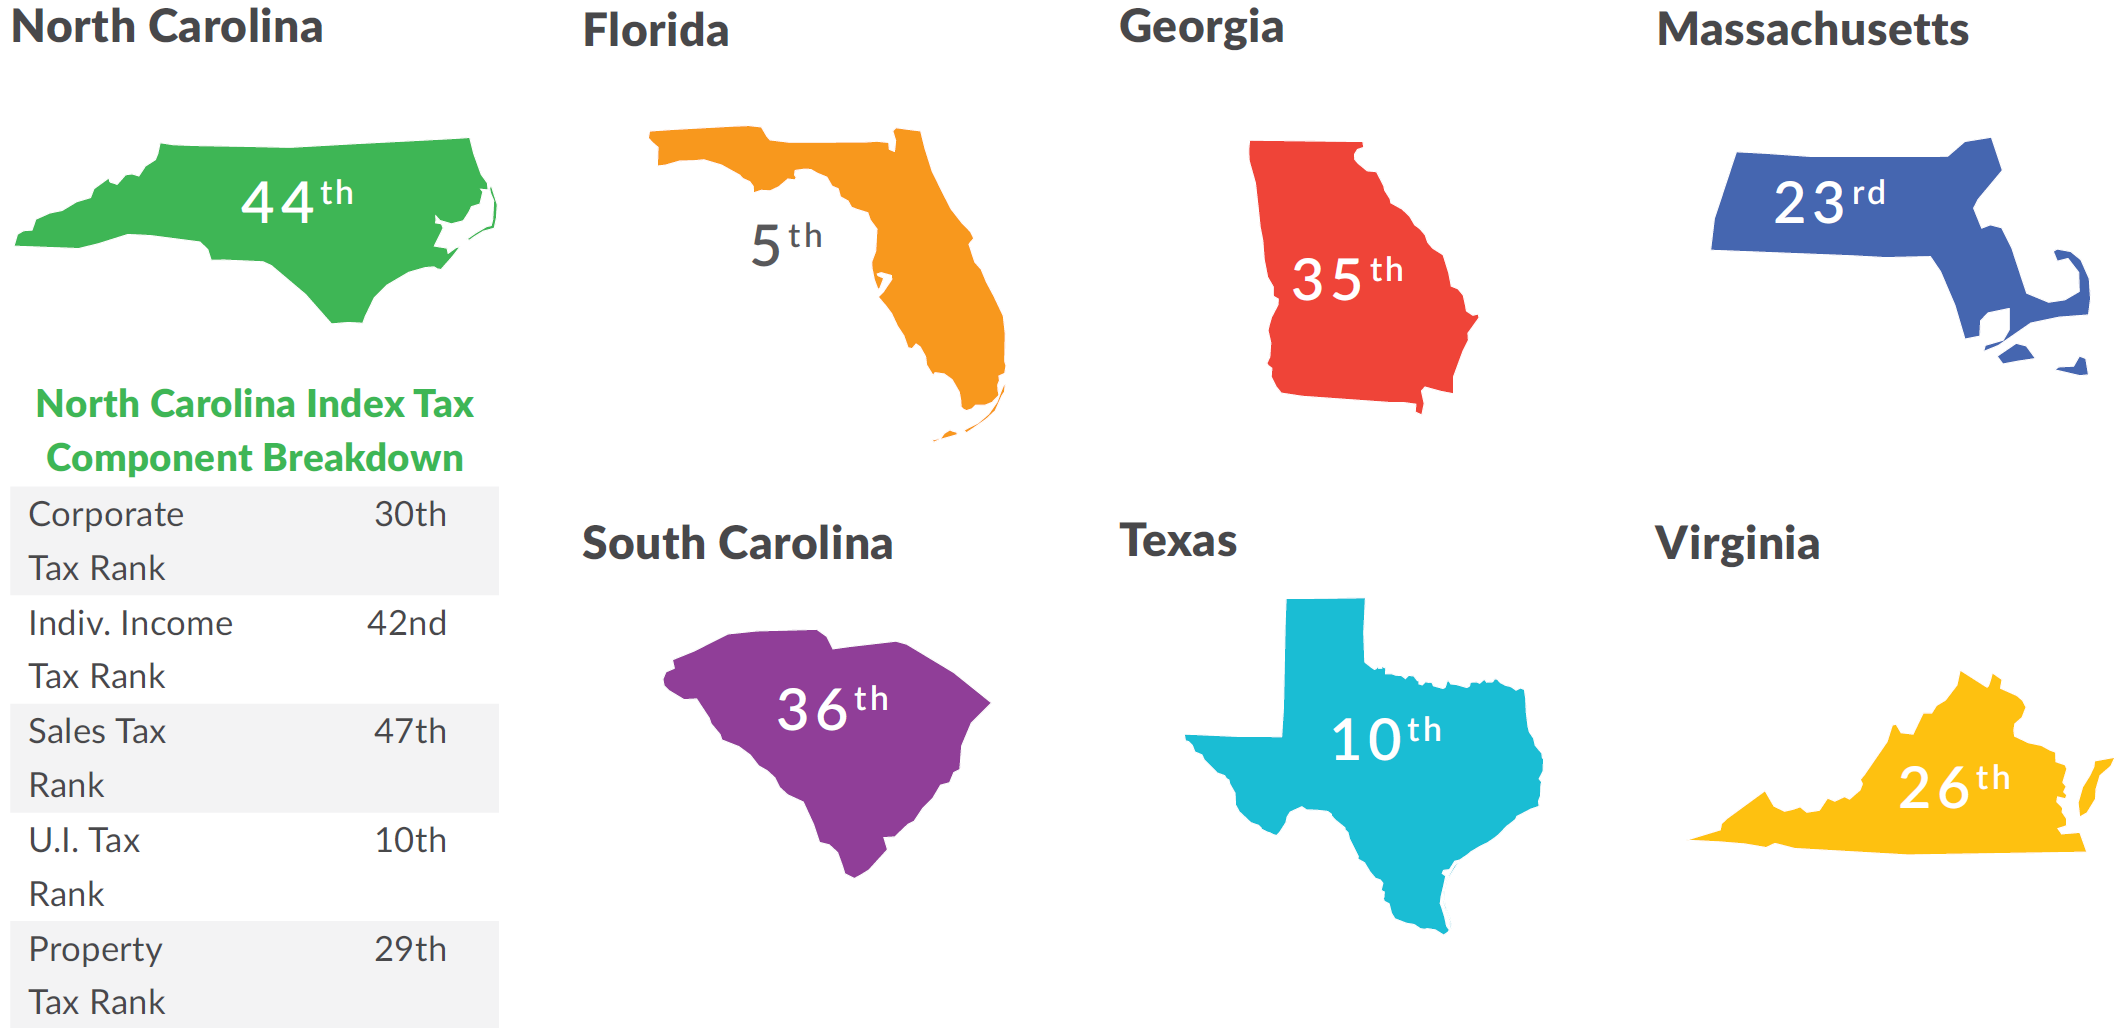 North Carolina
44th
North Carolina Index Tax
Component Breakdown
Corporate 30th
Tax Rank
Indiv. Income 42nd
Tax Rank
Sales Tax 47th
Rank
U.I. Tax 10th
Rank
Property 29th
Tax Rank
Florida
5th
Georgia
35th
Massachusetts
23rd
South Carolina
36th
Texas
10th
Virginia
26th